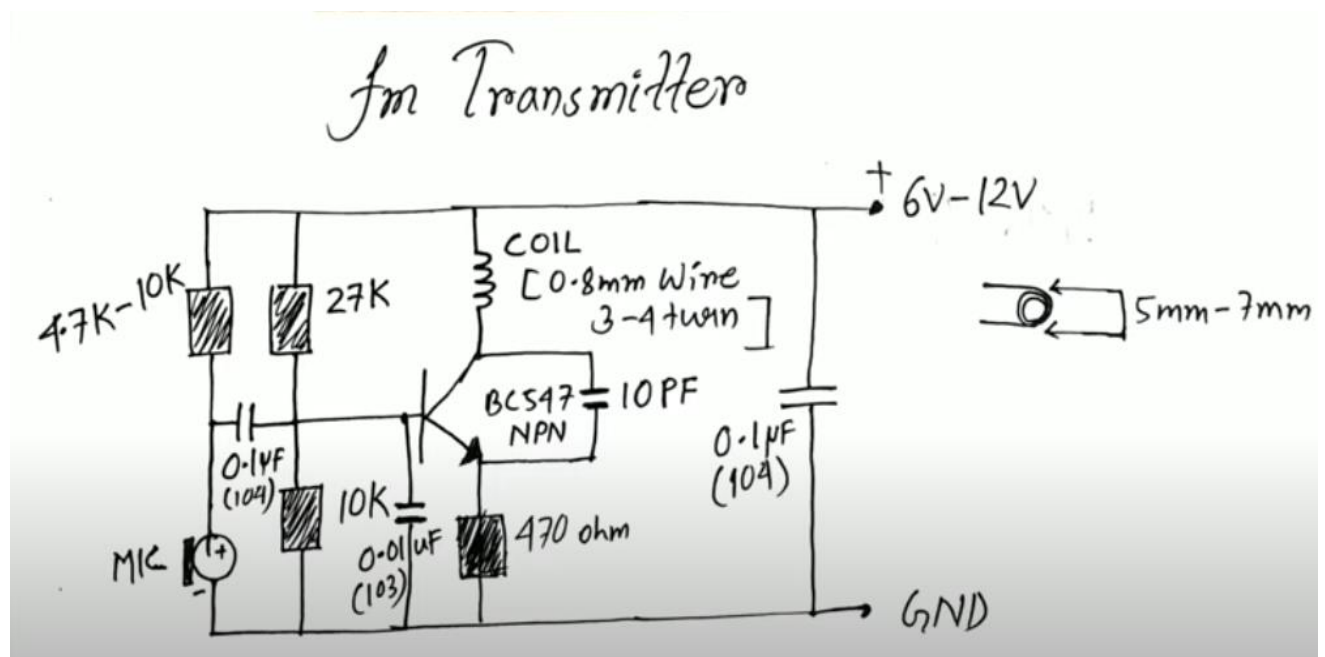 fm Transmitter
+
6V-12V
4.7K-10K
27K
COIL
[0.8mm Wire
3-4 turn]
5mm-7mm
BC547
NPN
10PF
0.1µF
(104)
0.1µF
(104)
10K
0.01uF
(103)
470 ohm
MIC
+
-
GND